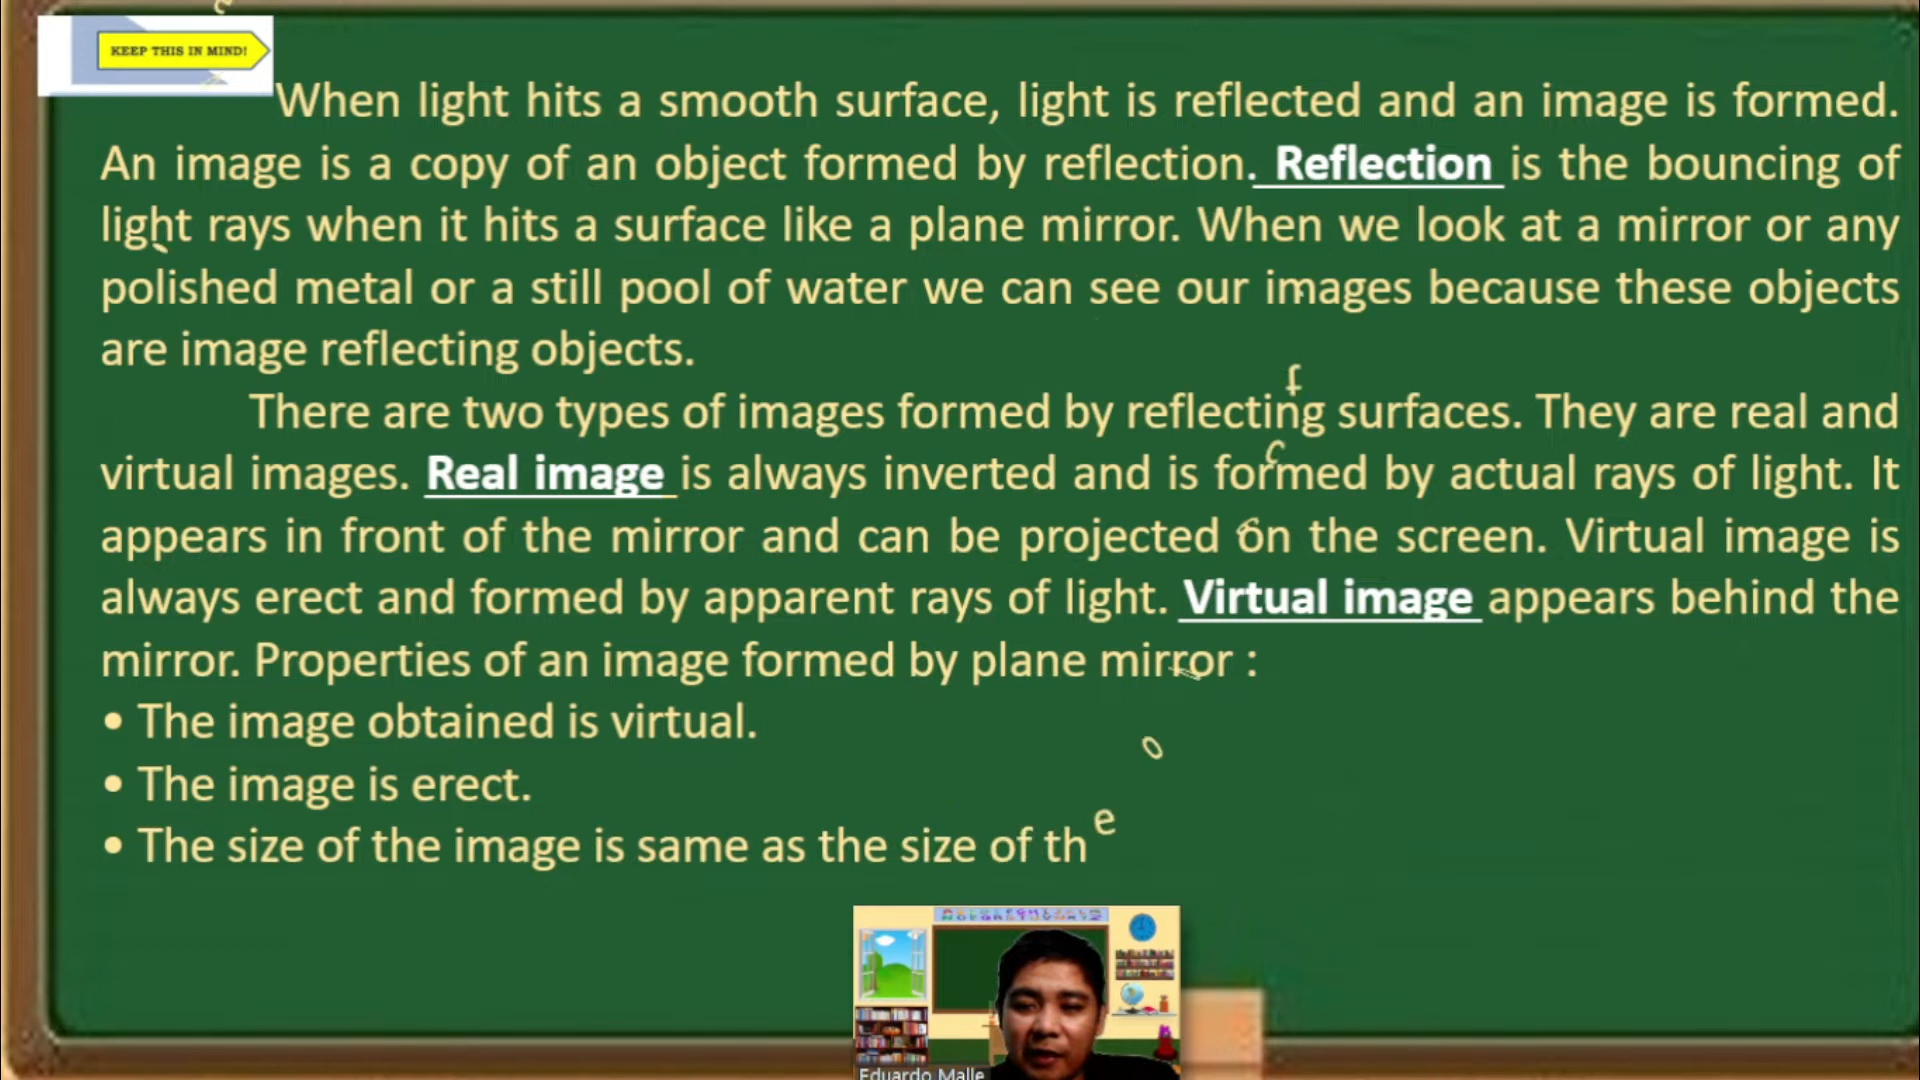 KEEP THIS IN MIND!
When light hits a smooth surface, light is reflected and an image is formed.
An image is a copy of an object formed by reflection. Reflection is the bouncing of
light rays when it hits a surface like a plane mirror. When we look at a mirror or any
polished metal or a still pool of water we can see our images because these objects
are image reflecting objects.
There are two types of images formed by reflecting surfaces. They are real and
virtual images. Real image is always inverted and is formed by actual rays of light. It
appears in front of the mirror and can be projected on the screen. Virtual image is
always erect and formed by apparent rays of light. Virtual image appears behind the
mirror. Properties of an image formed by plane mirror :
• The image obtained is virtual.
• The image is erect.
• The size of the image is same as the size of the
Eduardo Malle